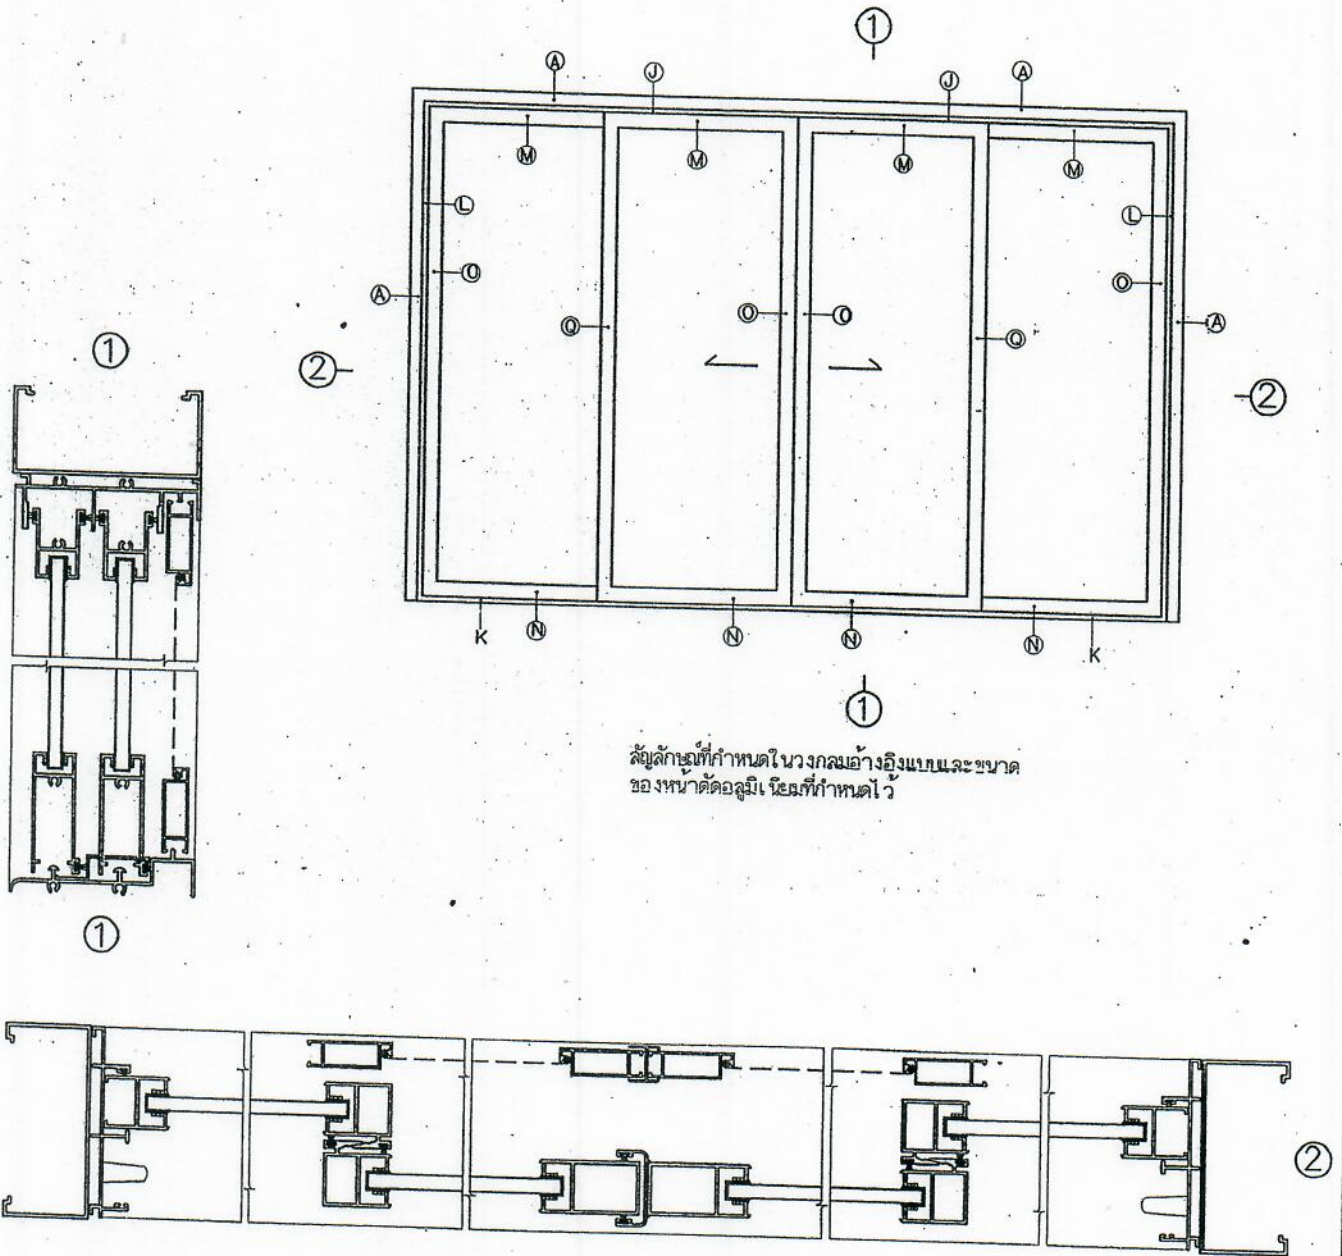 ①
Ⓐ Ⓙ Ⓙ Ⓐ
Ⓜ Ⓜ Ⓜ Ⓜ
Ⓛ Ⓛ
Ⓞ Ⓞ
Ⓐ Ⓠ Ⓞ Ⓞ Ⓠ Ⓐ
① ② ②
K Ⓝ Ⓝ Ⓝ Ⓝ K
①
สัญลักษณ์ที่กำหนดในวงกลมอ้างอิงแบบและขนาด
ของหน้าตัดอลูมิเนียมที่กำหนดไว้
①
②